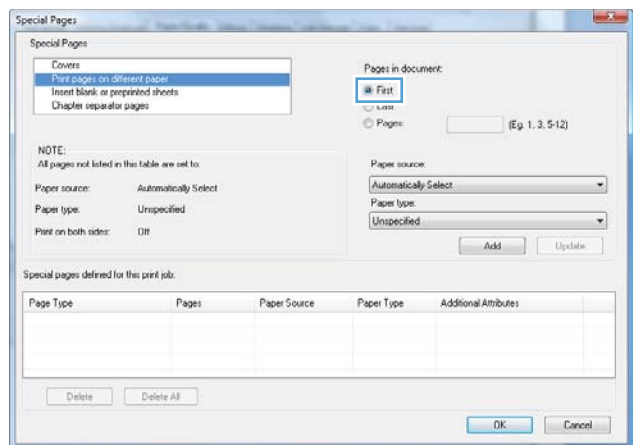 Special Pages
Special Pages
Covers
Print pages on different paper
Insert blank or preprinted sheets
Chapter separator pages
Pages in document:
First
Last
Pages: (Eg. 1, 3, 5-12)
NOTE:
All pages not listed in this table are set to:
Paper source: Automatically Select
Paper type: Unspecified
Print on both sides: Off
Paper source:
Automatically Select
Paper type:
Unspecified
Add Update
Special pages defined for this print job:
Page Type Pages Paper Source Paper Type Additional Attributes
Delete Delete All
OK Cancel